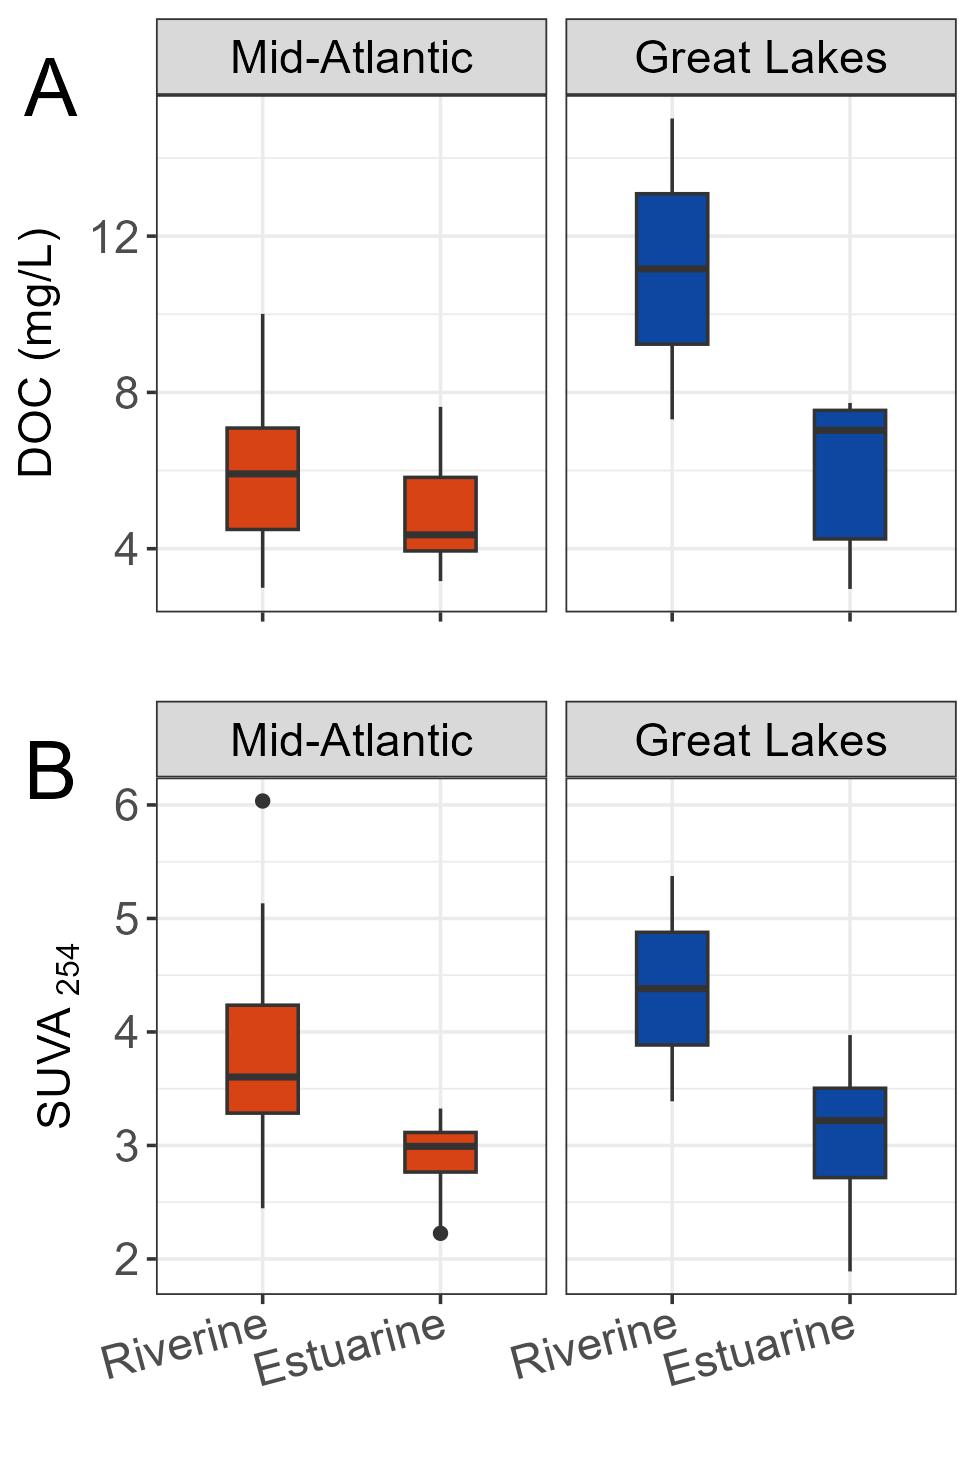 A
Mid-Atlantic
Great Lakes
DOC (mg/L)
12
8
4
B
Mid-Atlantic
Great Lakes
SUVA 254
6
5
4
3
2
Riverine
Estuarine
Riverine
Estuarine